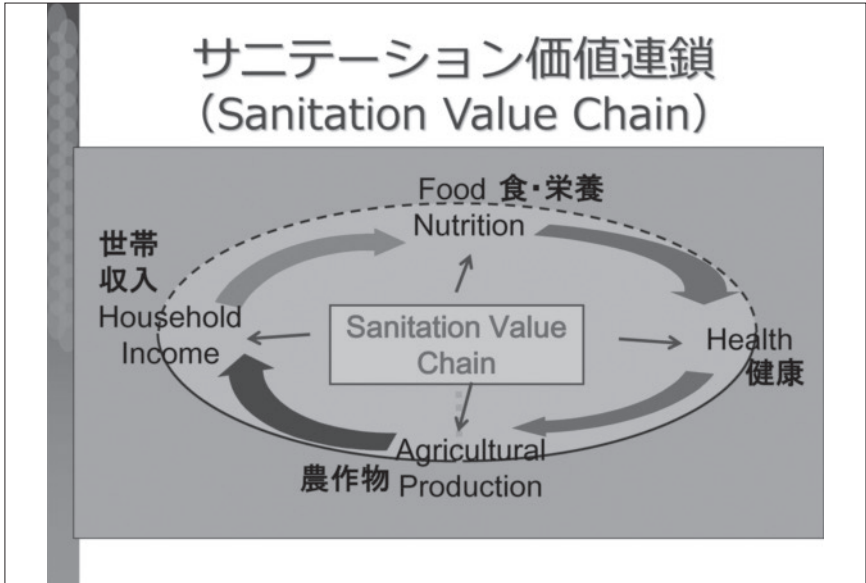 サニテーション価値連鎖
(Sanitation Value Chain)
Food 食・栄養
Nutrition
世帯
収入
Household
Income
Sanitation Value
Chain
Health
健康
Agricultural
農作物 Production